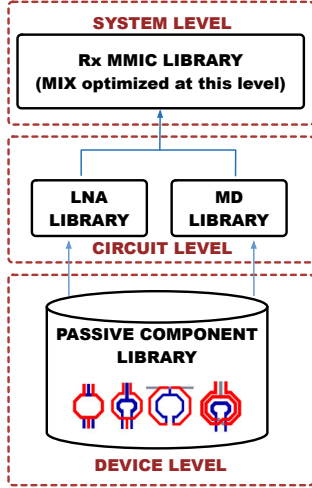 SYSTEM LEVEL
Rx MMIC LIBRARY
(MIX optimized at this level)
LNA
LIBRARY
MD
LIBRARY
CIRCUIT LEVEL
PASSIVE COMPONENT
LIBRARY
DEVICE LEVEL